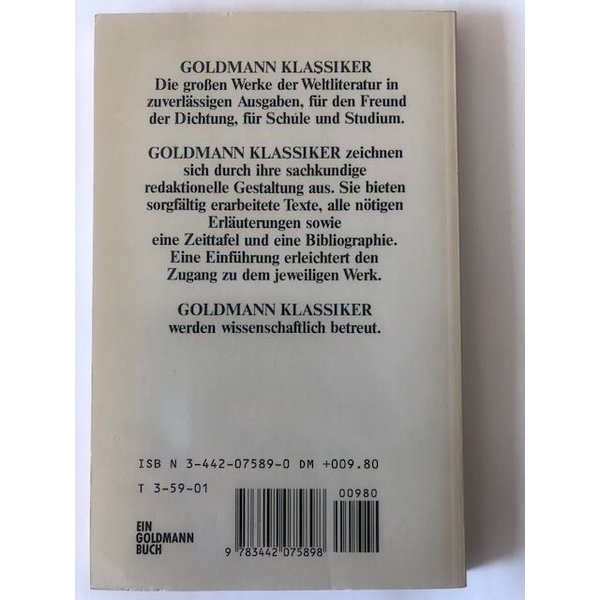 GOLDMANN KLASSIKER
Die großen Werke der Weltliteratur in
zuverlässigen Ausgaben, für den Freund
der Dichtung, für Schule und Studium.
GOLDMANN KLASSIKER zeichnen
sich durch ihre sachkundige
redaktionelle Gestaltung aus. Sie bieten
sorgfältig erarbeitete Texte, alle nötigen
Erläuterungen sowie
eine Zeittafel und eine Bibliographie.
Eine Einführung erleichtert den
Zugang zu dem jeweiligen Werk.
GOLDMANN KLASSIKER
werden wissenschaftlich betreut.
ISB N 3-442-07589-0 DM +009.80
T 3-59-01
00980
EIN
GOLDMANN
BUCH
9 783442 075898